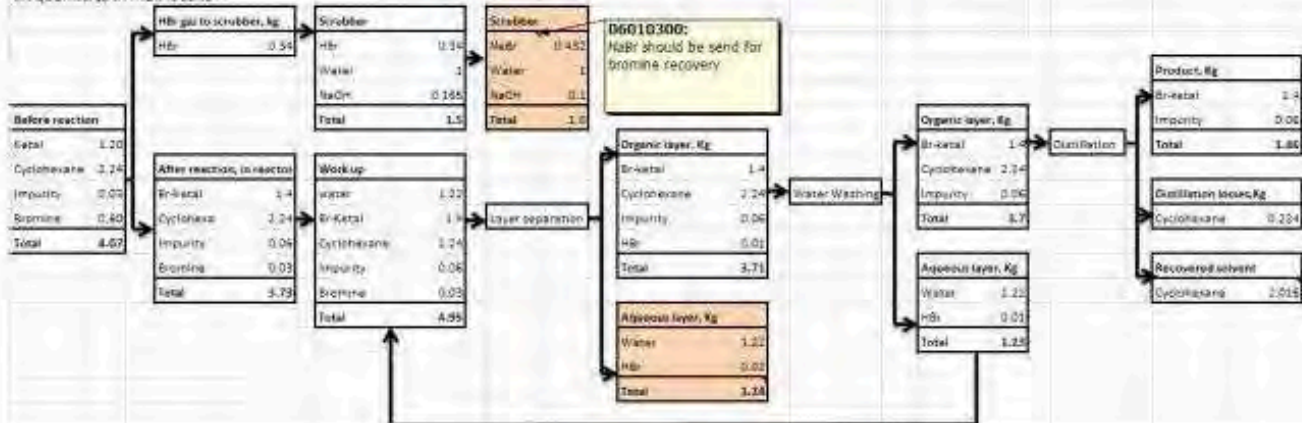 HBr gas to scrubber, kg
HBr 0.34
Scrubber
HBr 0.34
Water 1
NaOH 0.165
Total 1.5
Scrubber
NaBr 0.432
Water 1
NaOH 0.1
Total
06010300:
NaBr should be send for
bromine recovery
Before reaction
Ketal 1.20
Cyclohexane 2.24
Impurity 0.03
Bromine 0.60
Total 4.07
After reaction, in reactor
Br-Ketal 1.4
Cyclohexa 2.24
Impurity 0.06
Bromine 0.03
Total 3.73
Work up
water 1.22
Br-Ketal 1.4
Cyclohexane 2.24
Impurity 0.06
Bromine 0.03
Total 4.95
Layer separation
Organic layer, Kg
Br-ketal 1.4
Cyclohexane 2.24
Impurity 0.06
HBr 0.01
Total 3.71
Aqueous layer, Kg
Water 1.22
HBr 0.02
Total 1.24
Water Washing
Organic layer, Kg
Br-ketal 1.4
Cyclohexane 2.24
Impurity 0.06
Total 3.7
Aqueous layer, Kg
Water 1.22
HBr 0.01
Total 1.23
Distillation
Product, Kg
Br-ketal 1.4
Impurity 0.06
Total 1.46
Distillation losses, Kg
Cyclohexane 0.224
Recovered solvent
Cyclohexane 2.016